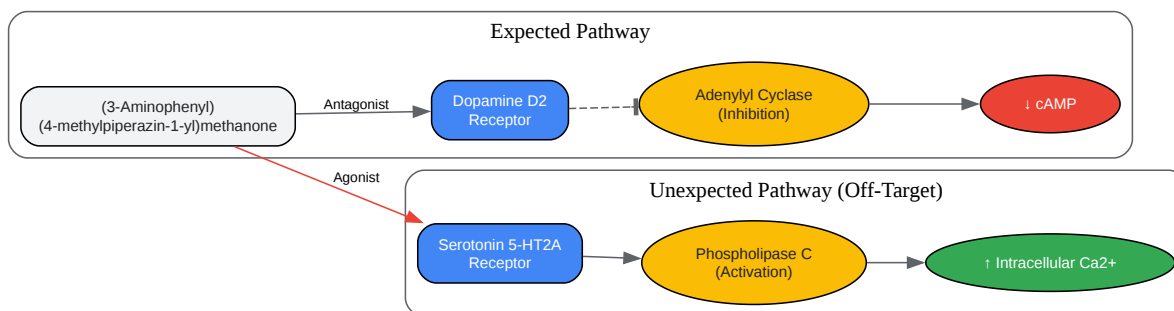 Expected Pathway
(3-Aminophenyl)
(4-methylpiperazin-1-yl)methanone
Antagonist
Dopamine D2
Receptor
Adenylyl Cyclase
(Inhibition)
↓ cAMP
Agonist
Unexpected Pathway (Off-Target)
Serotonin 5-HT2A
Receptor
Phospholipase C
(Activation)
↑ Intracellular Ca2+